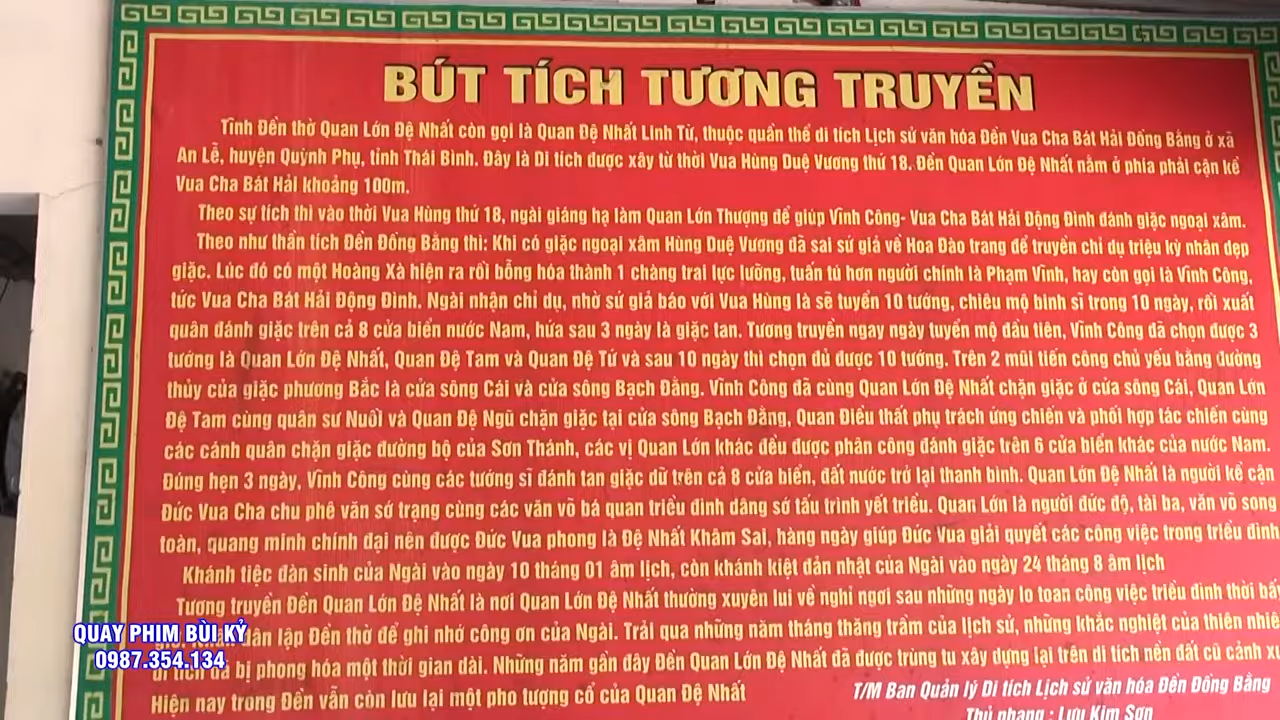 BÚT TÍCH TƯƠNG TRUYỀN
Tĩnh Đền thờ Quan Lớn Đệ Nhất còn gọi là Quan Đệ Nhất Linh Từ, thuộc quần thể di tích Lịch sử văn hóa Đền Vua Cha Bát Hải Đồng Bằng ở xã
An Lễ, huyện Quỳnh Phụ, tỉnh Thái Bình. Đây là Di tích được xây từ thời Vua Hùng Duệ Vương thứ 18. Đền Quan Lớn Đệ Nhất nằm ở phía phải cận kề
Vua Cha Bát Hải khoảng 100m.
Theo sự tích thì vào thời Vua Hùng thứ 18, ngài giáng hạ làm Quan Lớn Thượng để giúp Vĩnh Công- Vua Cha Bát Hải Động Đình đánh giặc ngoại xâm.
Theo như thần tích Đền Đồng Bằng thì: Khi có giặc ngoại xâm Hùng Duệ Vương đã sai sứ giả về Hoa Đào trang để truyền chỉ dụ triệu kỳ nhân dẹp
giặc. Lúc đó có một Hoàng Xà hiện ra rồi bỗng hóa thành 1 chàng trai lực lưỡng, tuấn tú hơn người chính là Phạm Vĩnh, hay còn gọi là Vĩnh Công,
tức Vua Cha Bát Hải Động Đình. Ngài nhận chỉ dụ, nhờ sứ giả báo với Vua Hùng là sẽ tuyển 10 tướng, chiêu mộ binh sĩ trong 10 ngày, rồi xuất
quân đánh giặc trên cả 8 cửa biển nước Nam, hứa sau 3 ngày là giặc tan. Tương truyền ngay ngày tuyển mộ đầu tiên, Vĩnh Công đã chọn được 3
tướng là Quan Lớn Đệ Nhất, Quan Đệ Tam và Quan Đệ Tứ và sau 10 ngày thì chọn đủ được 10 tướng. Trên 2 mũi tiến công chủ yếu bằng đường
thủy của giặc phương Bắc là cửa sông Cái và cửa sông Bạch Đằng. Vĩnh Công đã cùng Quan Lớn Đệ Nhất chặn giặc ở cửa sông Cái, Quan Lớn
Đệ Tam cùng quân sư Nuôi và Quan Đệ Ngũ chặn giặc tại cửa sông Bạch Đằng, Quan Điều thất phụ trách ứng chiến và phối hợp tác chiến cùng
các cánh quân chặn giặc đường bộ của Sơn Thánh, các vị Quan Lớn khác đều được phân công đánh giặc trên 6 cửa biển khác của nước Nam.
Đúng hẹn 3 ngày, Vĩnh Công cùng các tướng sĩ đánh tan giặc dữ trên cả 8 cửa biển, đất nước trở lại thanh bình. Quan Lớn Đệ Nhất là người kề cận
Đức Vua Cha chu phê văn sớ trạng cùng các văn võ bá quan triều đình dâng sớ tấu trình yết triều. Quan Lớn là người đức độ, tài ba, văn võ song
toàn, quang minh chính đại nên được Đức Vua phong là Đệ Nhất Khâm Sai, hàng ngày giúp Đức Vua giải quyết các công việc trong triều đình
Khánh tiệc đản sinh của Ngài vào ngày 10 tháng 01 âm lịch, còn khánh kiệt đản nhật của Ngài vào ngày 24 tháng 8 âm lịch
Tương truyền Đền Quan Lớn Đệ Nhất là nơi Quan Lớn Đệ Nhất thường xuyên lui về nghỉ ngơi sau những ngày lo toan công việc triều đình thời bấ
lập Đền thờ để ghi nhớ công ơn của Ngài. Trải qua những năm tháng thăng trầm của lịch sử, những khắc nghiệt của thiên nhiê
bị phong hóa một thời gian dài. Những năm gần đây Đền Quan Lớn Đệ Nhất đã được trùng tu xây dựng lại trên di tích nền đất cũ cảnh xư
Hiện nay trong Đền vẫn còn lưu lại một pho tượng cổ của Quan Đệ Nhất
T/M Ban Quản lý Di tích Lịch sử văn hóa Đền Đồng Bằng
Thủ nhang : Lưu Kim Sơn
QUAY PHIM BÙI KỶ
0987.354.134